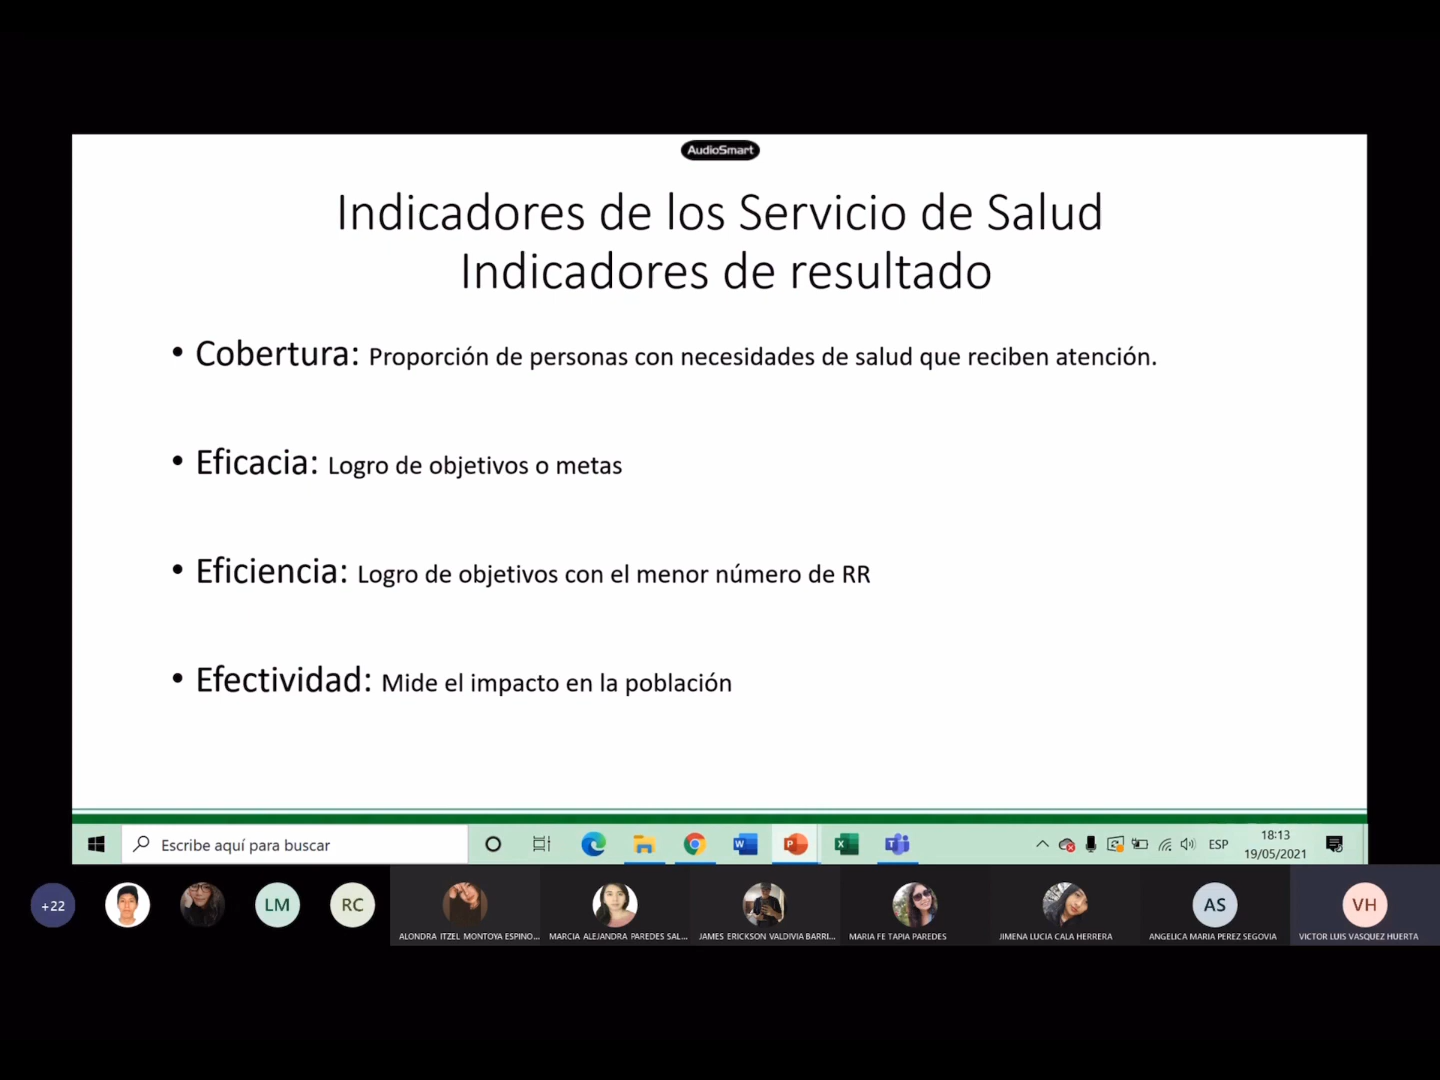 AudioSmart
Indicadores de los Servicio de Salud
Indicadores de resultado
• Cobertura: Proporción de personas con necesidades de salud que reciben atención.
• Eficacia: Logro de objetivos o metas
• Eficiencia: Logro de objetivos con el menor número de RR
• Efectividad: Mide el impacto en la población
Escribe aquí para buscar
ESP
18:13
19/05/2021
+22
LM
RC
AS
VH
ALONDRA ITZEL MONTOYA ESPINO...
MARCIA ALEJANDRA PAREDES SAL...
JAMES ERICKSON VALDIVIA BARRI...
MARIA FE TAPIA PAREDES
JIMENA LUCIA CALA HERRERA
ANGELICA MARIA PEREZ SEGOVIA
VICTOR LUIS VASQUEZ HUERTA